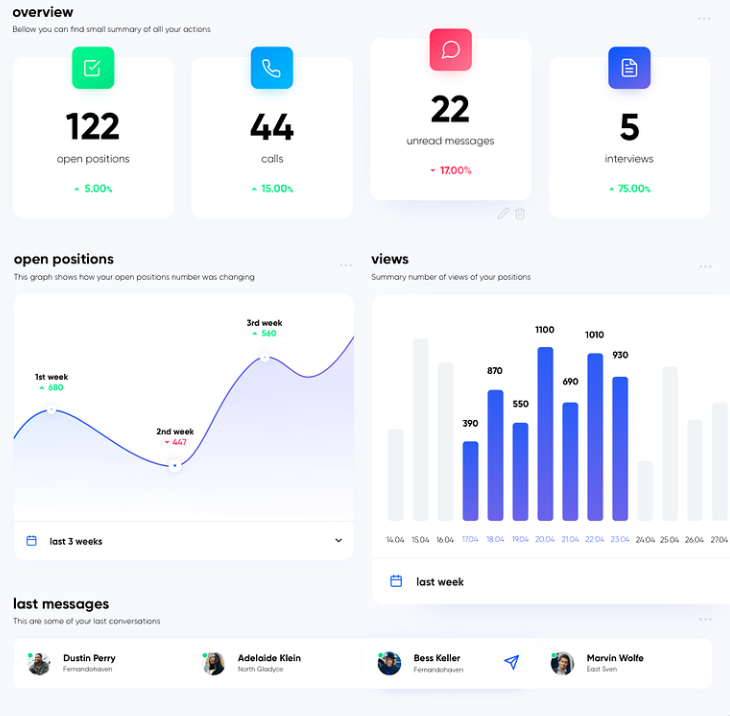 overview
Bellow you can find small summary of alll your actions
122
open positions
5.00%
44
calls
15.00%
22
unread messages
17.00%
5
interviews
75.00%
open positions
This graph shows how your open positions number was changing
1st week
680
2nd week
447
3rd week
560
last 3 weeks
views
Summary number of views of your positions
390
870
550
1100
690
1010
930
14.04 15.04 16.04 17.04 18.04 19.04 20.04 21.04 22.04 23.04 24.04 25.04 26.04 27.04
last week
last messages
This are some of your last conversations
Dustin Perry
Fernandohaven
Adelaide Klein
North Gladyce
Bess Keller
Fernandohaven
Marvin Wolfe
East Sven